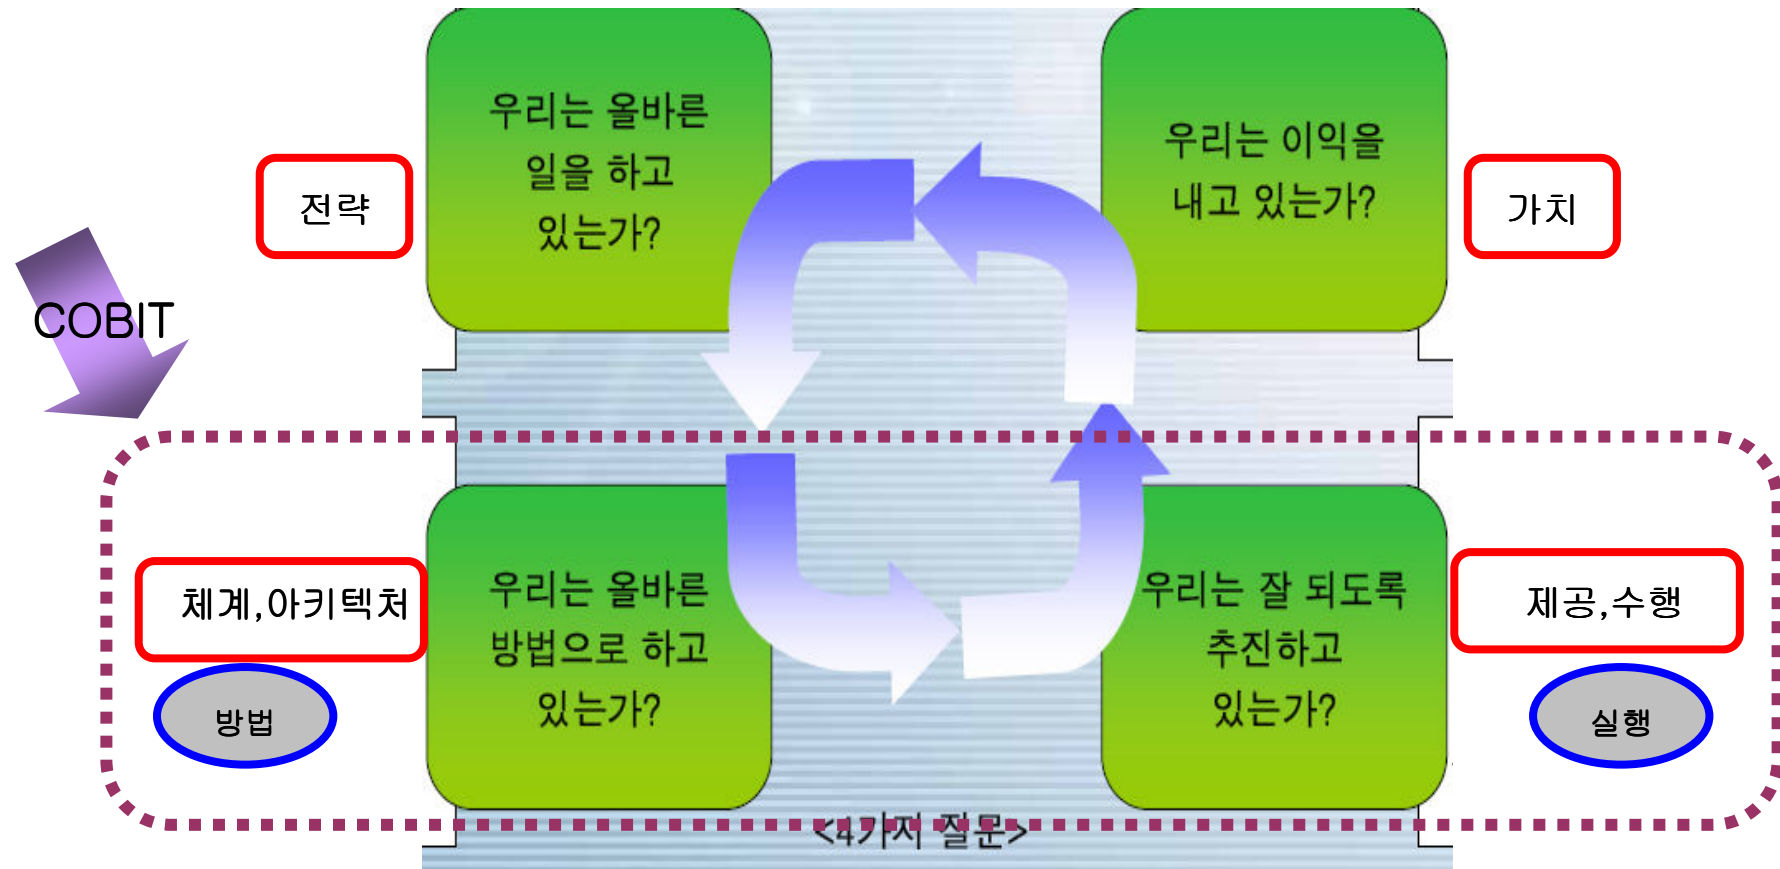 우리는 올바른
일을 하고
있는가?
우리는 이익을
내고 있는가?
전략
가치
COBIT
우리는 올바른
방법으로 하고
있는가?
우리는 잘 되도록
추진하고
있는가?
체계,아키텍처
제공,수행
방법
실행
<4가지 질문>